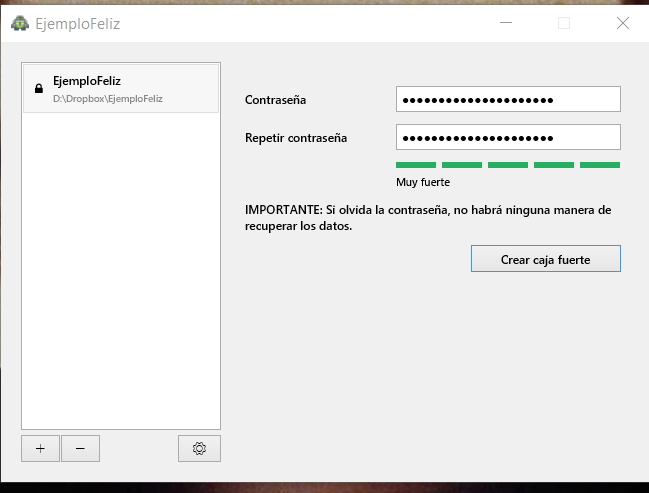 EjemploFeliz
EjemploFeliz
D:\Dropbox\EjemploFeliz
Contraseña
●●●●●●●●●●●●●●●●●●●●●
Repetir contraseña
●●●●●●●●●●●●●●●●●●●●●
Muy fuerte
IMPORTANTE: Si olvida la contraseña, no habrá ninguna manera de
recuperar los datos.
Crear caja fuerte
+ −